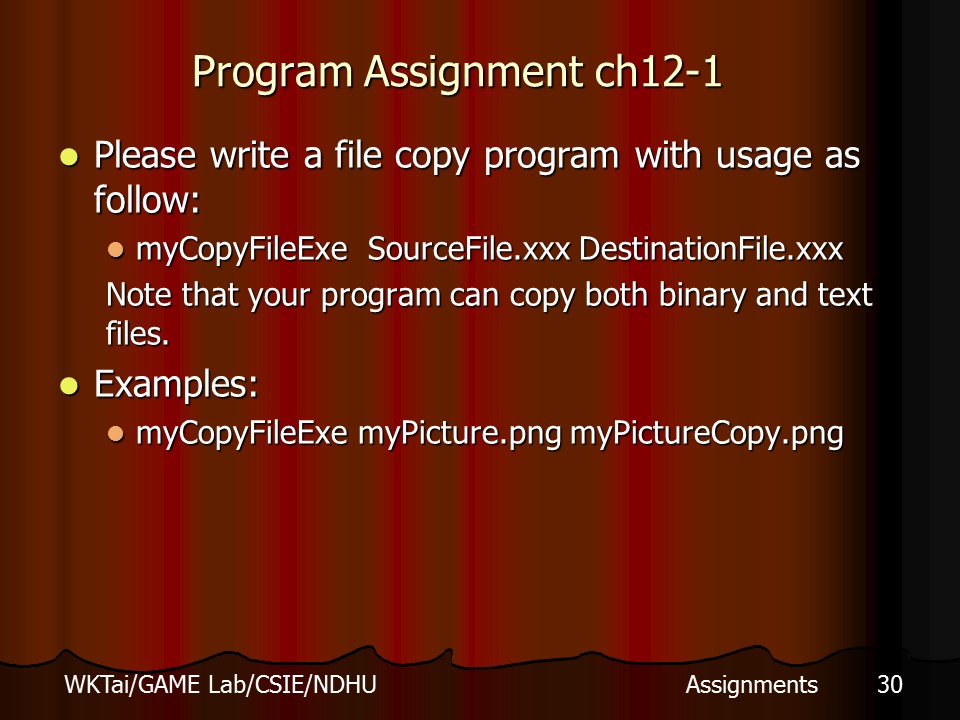 Program Assignment ch12-1
Please write a file copy program with usage as
follow:
myCopyFileExe SourceFile.xxx DestinationFile.xxx
Note that your program can copy both binary and text
files.
Examples:
myCopyFileExe myPicture.png myPictureCopy.png
WKTai/GAME Lab/CSIE/NDHU Assignments 30